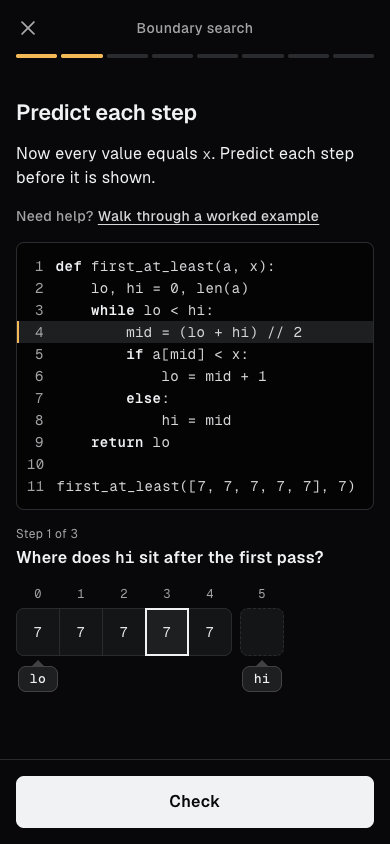 Boundary search
Predict each step
Now every value equals x. Predict each step
before it is shown.
Need help? Walk through a worked example
1 def first_at_least(a, x):
2     lo, hi = 0, len(a)
3     while lo < hi:
4         mid = (lo + hi) // 2
5         if a[mid] < x:
6             lo = mid + 1
7         else:
8             hi = mid
9     return lo
10
11 first_at_least([7, 7, 7, 7, 7], 7)
Step 1 of 3
Where does hi sit after the first pass?
0 1 2 3 4 5
7 7 7 7 7
lo hi
Check